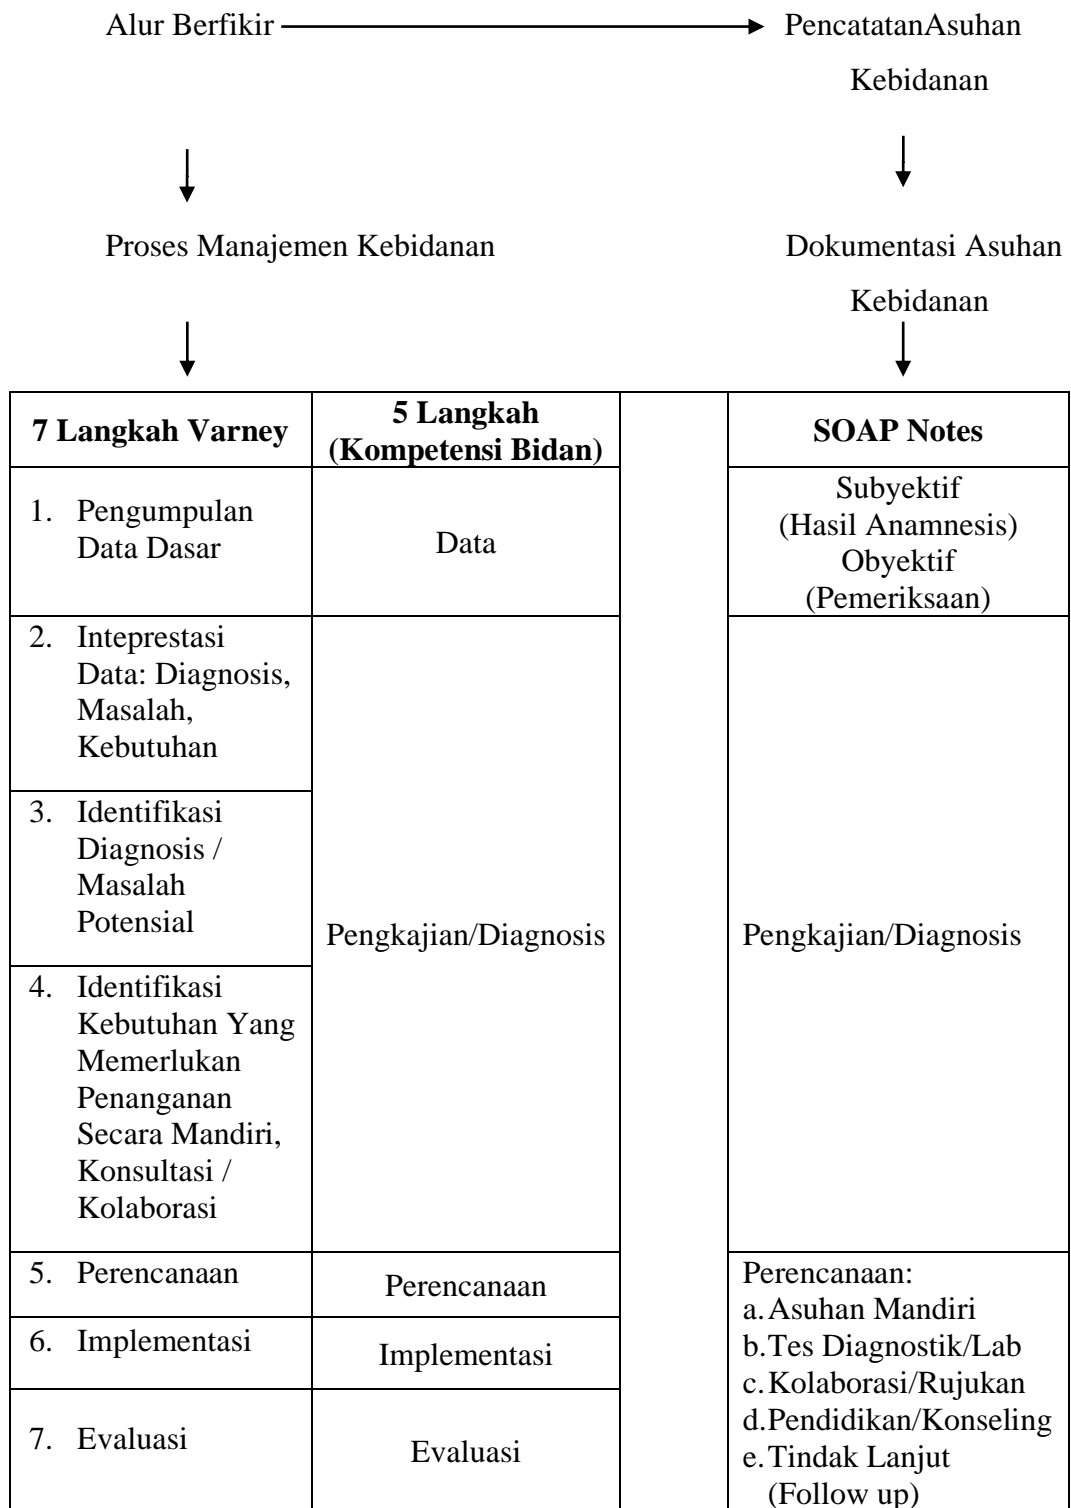 Alur Berfikir PencatatanAsuhan
Kebidanan
Proses Manajemen Kebidanan Dokumentasi Asuhan
Kebidanan
7 Langkah Varney
5 Langkah
(Kompetensi Bidan)
SOAP Notes
1. Pengumpulan
Data Dasar
Data
Subyektif
(Hasil Anamnesis)
Obyektif
(Pemeriksaan)
2. Inteprestasi
Data: Diagnosis,
Masalah,
Kebutuhan
3. Identifikasi
Diagnosis /
Masalah
Potensial
4. Identifikasi
Kebutuhan Yang
Memerlukan
Penanganan
Secara Mandiri,
Konsultasi /
Kolaborasi
Pengkajian/Diagnosis
Pengkajian/Diagnosis
5. Perencanaan
Perencanaan
6. Implementasi
Implementasi
7. Evaluasi
Evaluasi
Perencanaan:
a. Asuhan Mandiri
b. Tes Diagnostik/Lab
c. Kolaborasi/Rujukan
d. Pendidikan/Konseling
e. Tindak Lanjut
(Follow up)